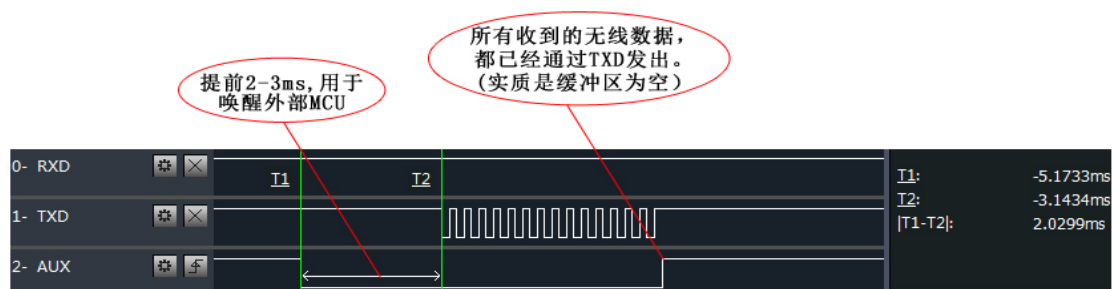 所有收到的无线数据，
都已经通过TXD发出。
(实质是缓冲区为空)
提前2-3ms,用于
唤醒外部MCU
0- RXD
T1
T2
T1: -5.1733ms
1- TXD
T2: -3.1434ms
|T1-T2|: 2.0299ms
2- AUX